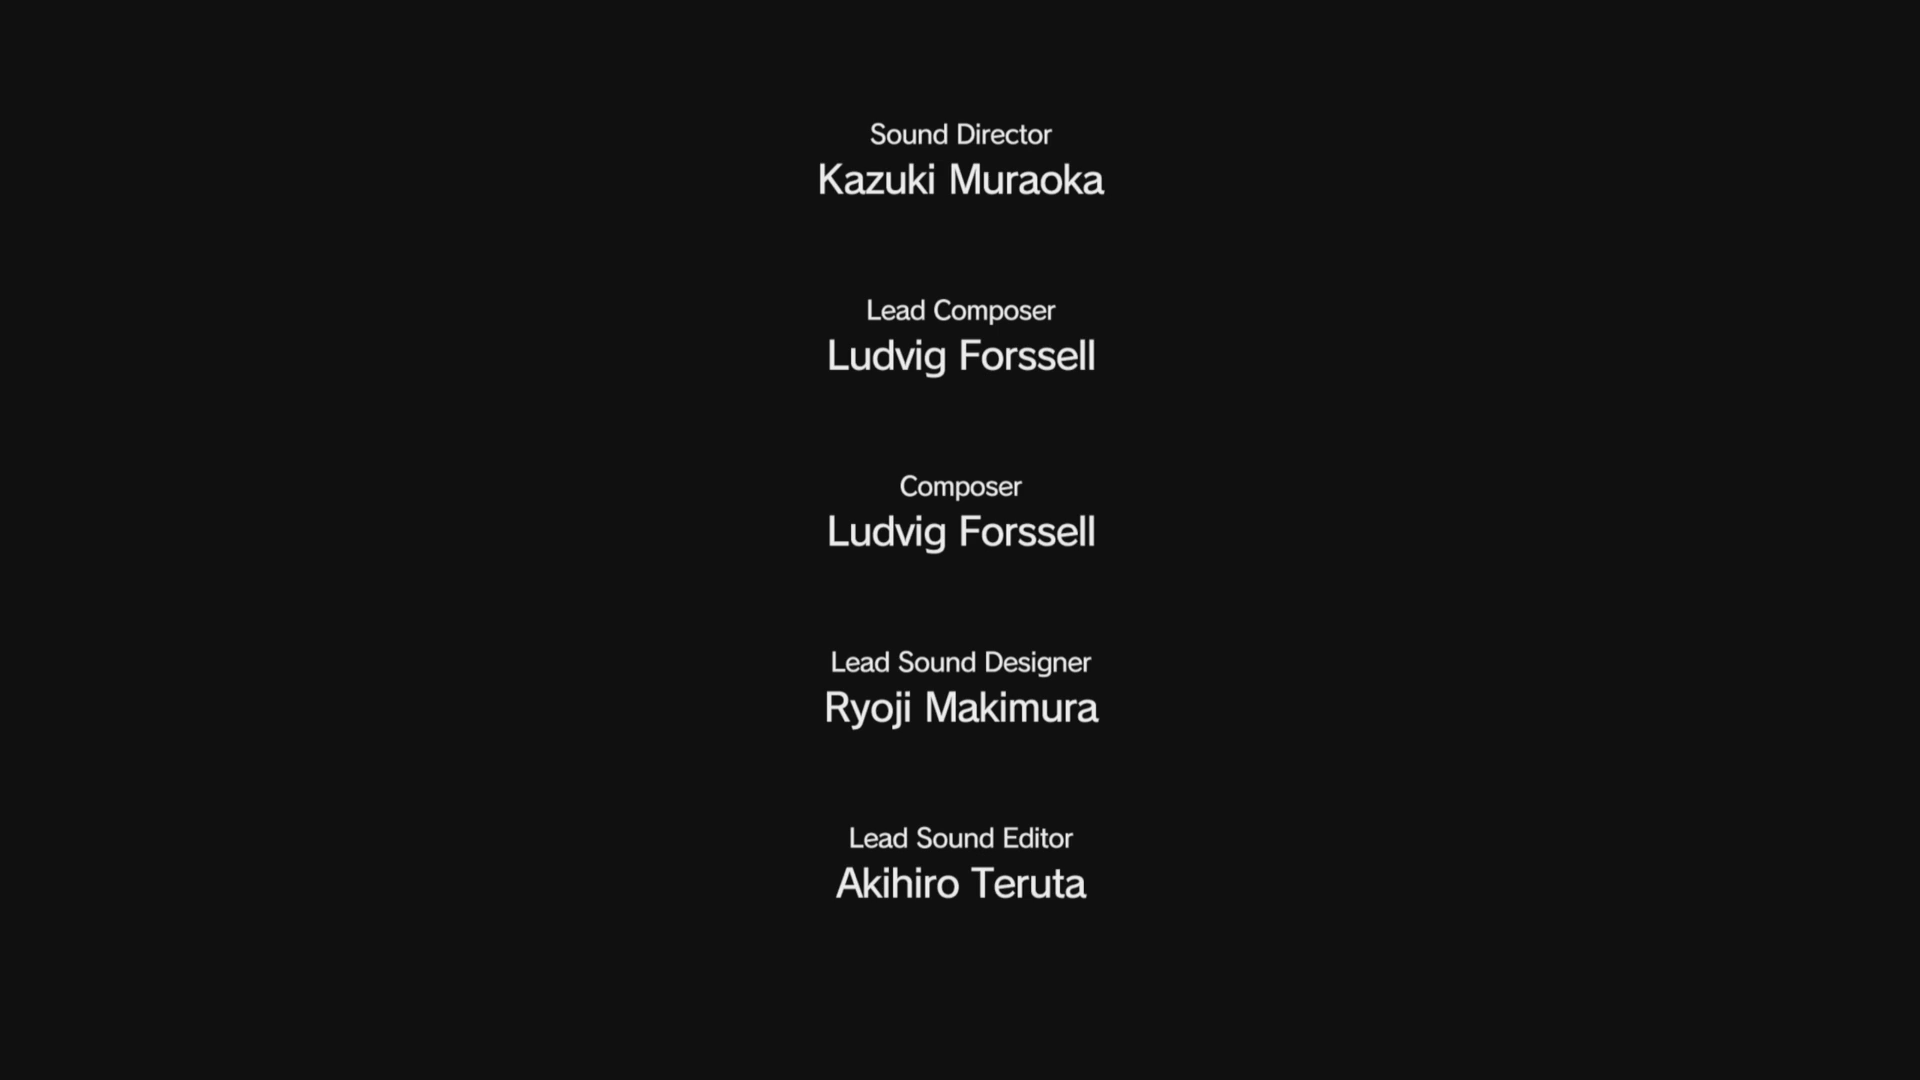 Sound Director
Kazuki Muraoka
Lead Composer
Ludvig Forssell
Composer
Ludvig Forssell
Lead Sound Designer
Ryoji Makimura
Lead Sound Editor
Akihiro Teruta